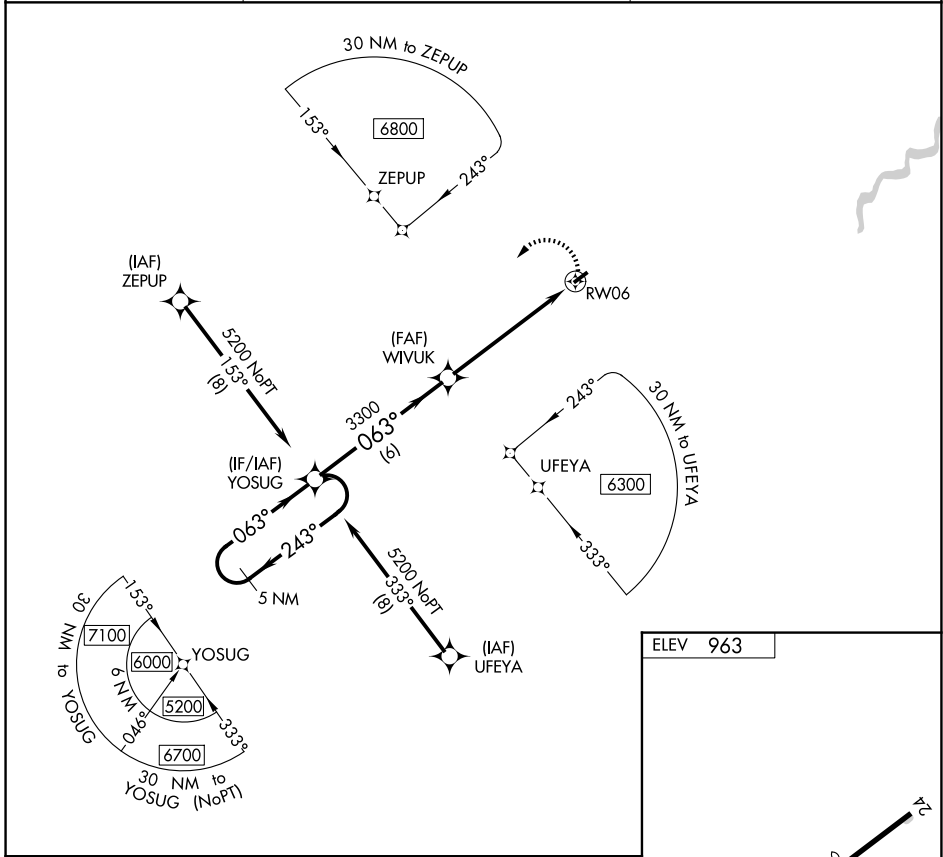 30 NM to ZEPUP
153°
6800
243°
ZEPUP
(IAF)
ZEPUP
RW06
5200 NoPT
153°
(8)
(FAF)
WIVUK
3300
063°
(6)
243°
30 NM to UFEYA
UFEYA
6300
333°
(IF/IAF)
YOSUG
063°
243°
5 NM
5200 NoPT
333°
(8)
(IAF)
UFEYA
153°
30 NM to YOSUG
7100
6000
YOSUG
6 NM
5200
046°
333°
6700
30 NM to
YOSUG (NoPT)
ELEV 963
24